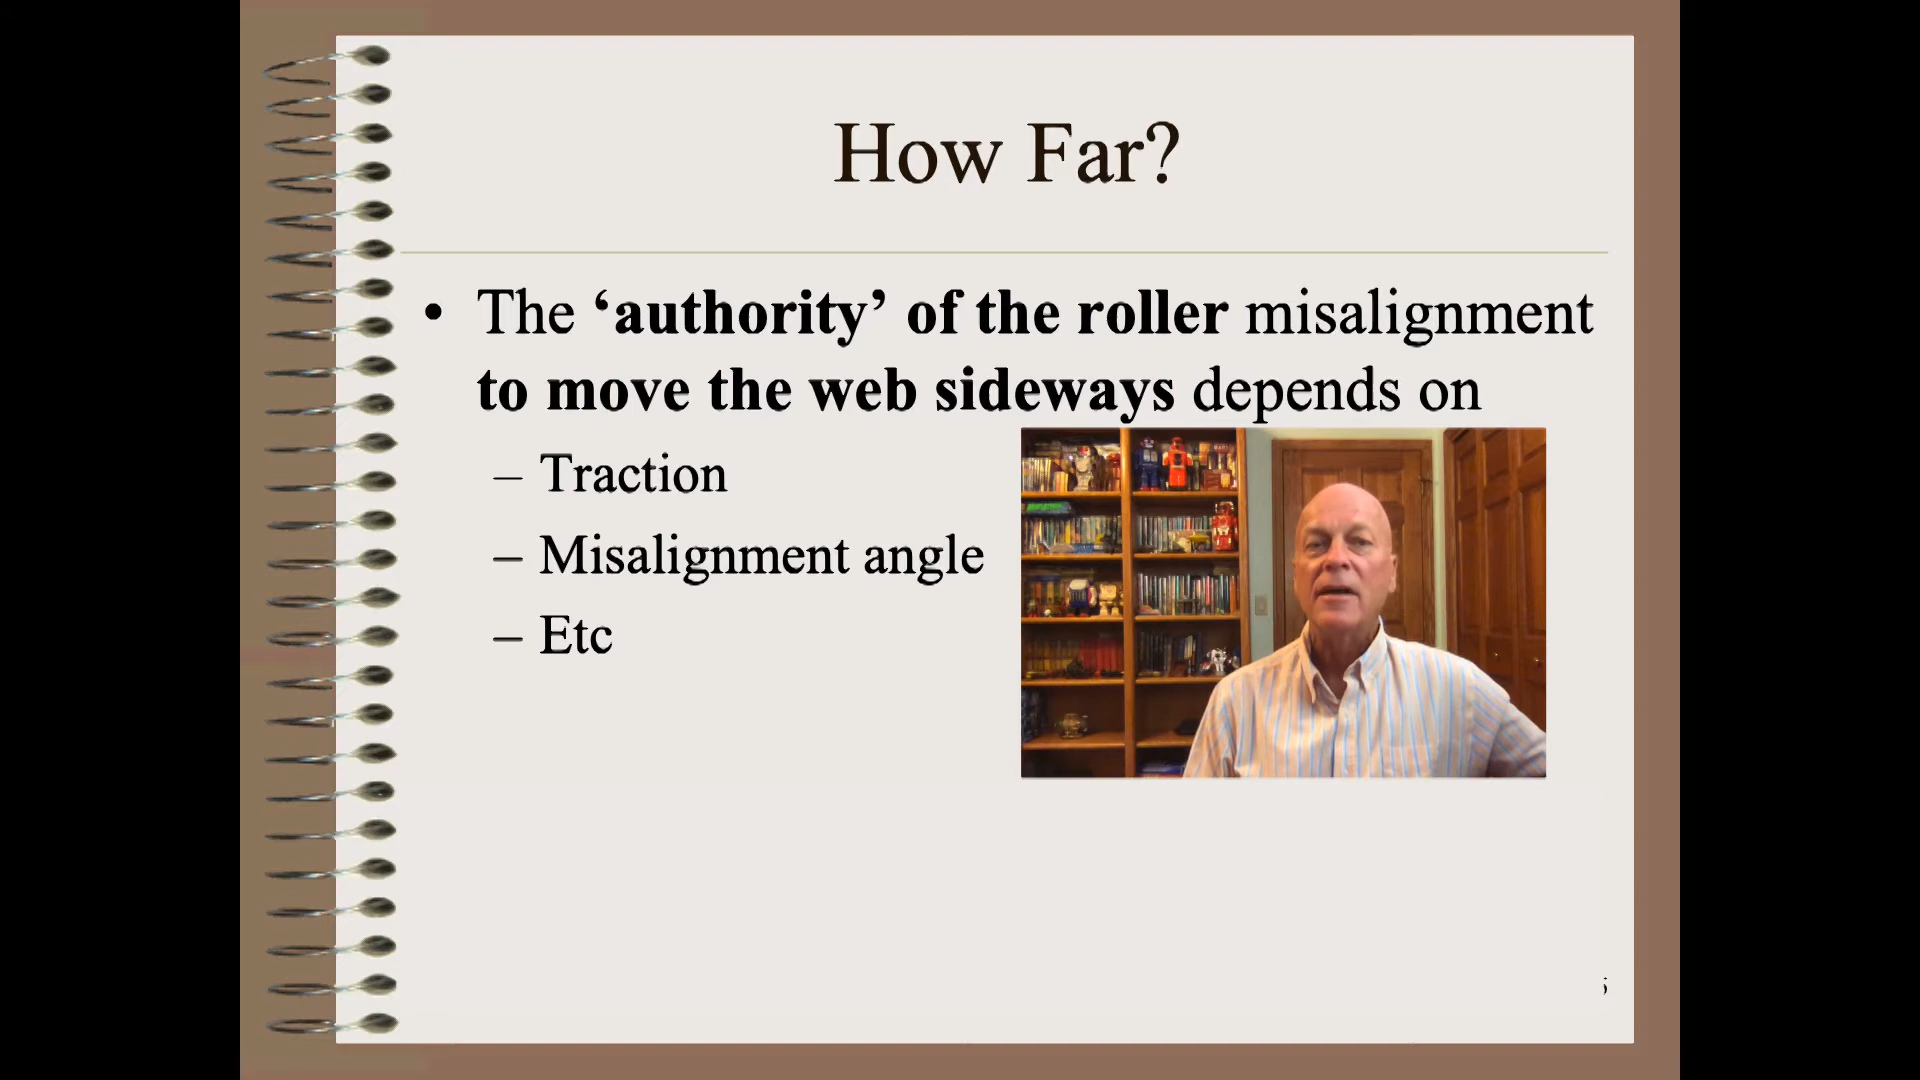 How Far?
• The ‘authority’ of the roller misalignment
to move the web sideways depends on
– Traction
– Misalignment angle
– Etc